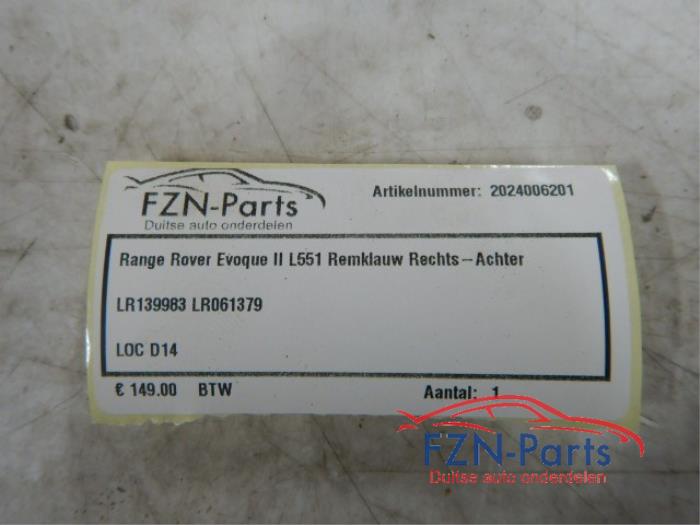 FZN-Parts
Duitse auto onderdelen
Artikelnummer: 2024006201
Range Rover Evoque II L551 Remklauw Rechts-Achter
LR139983 LR061379
LOC D14
€ 149.00 BTW
Aantal: 1
FZN-Parts
Duitse auto onderdelen